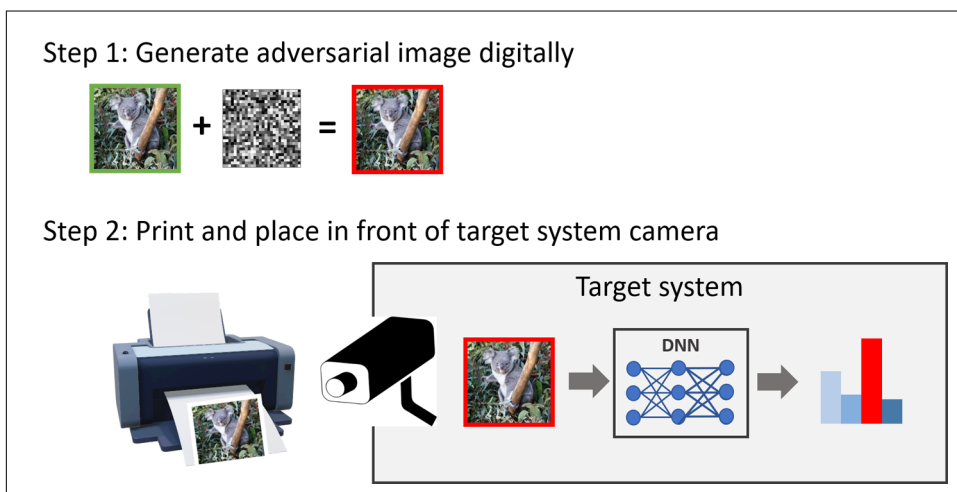 Step 1: Generate adversarial image digitally
+ =
Step 2: Print and place in front of target system camera
Target system
DNN